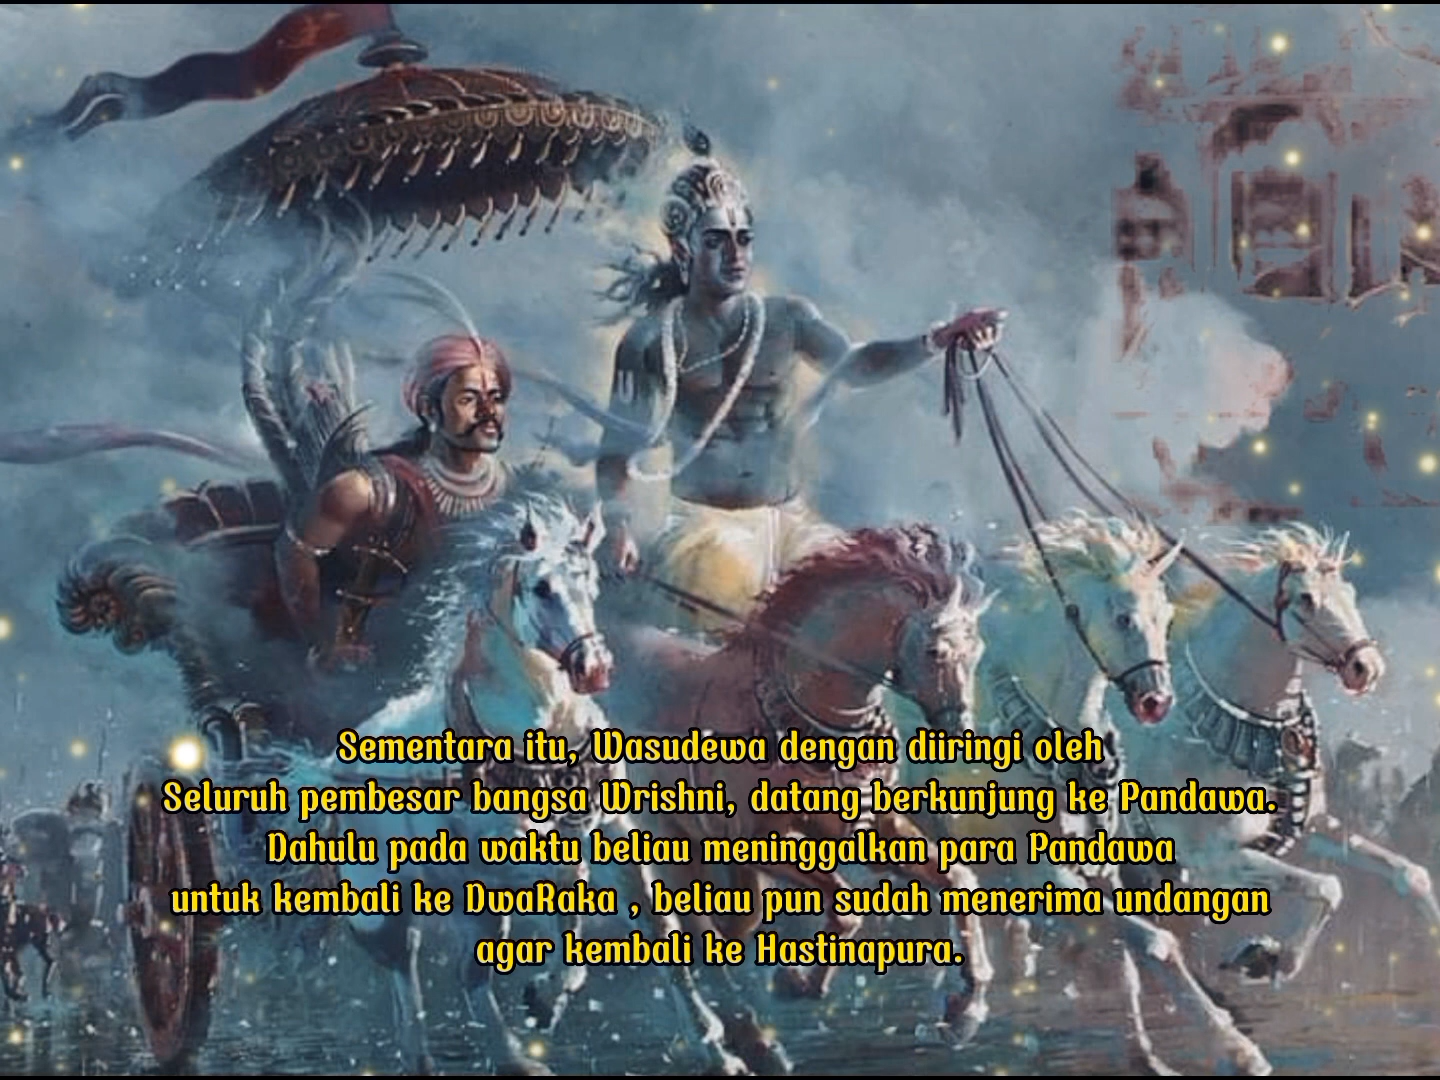 Sementara itu, Wasudewa dengan diiringi oleh
Seluruh pembesar bangsa Wrishni, datang berkunjung ke Pandawa.
Dahulu pada waktu beliau meninggalkan para Pandawa
untuk kembali ke DwaRaka , beliau pun sudah menerima undangan
agar kembali ke Hastinapura.